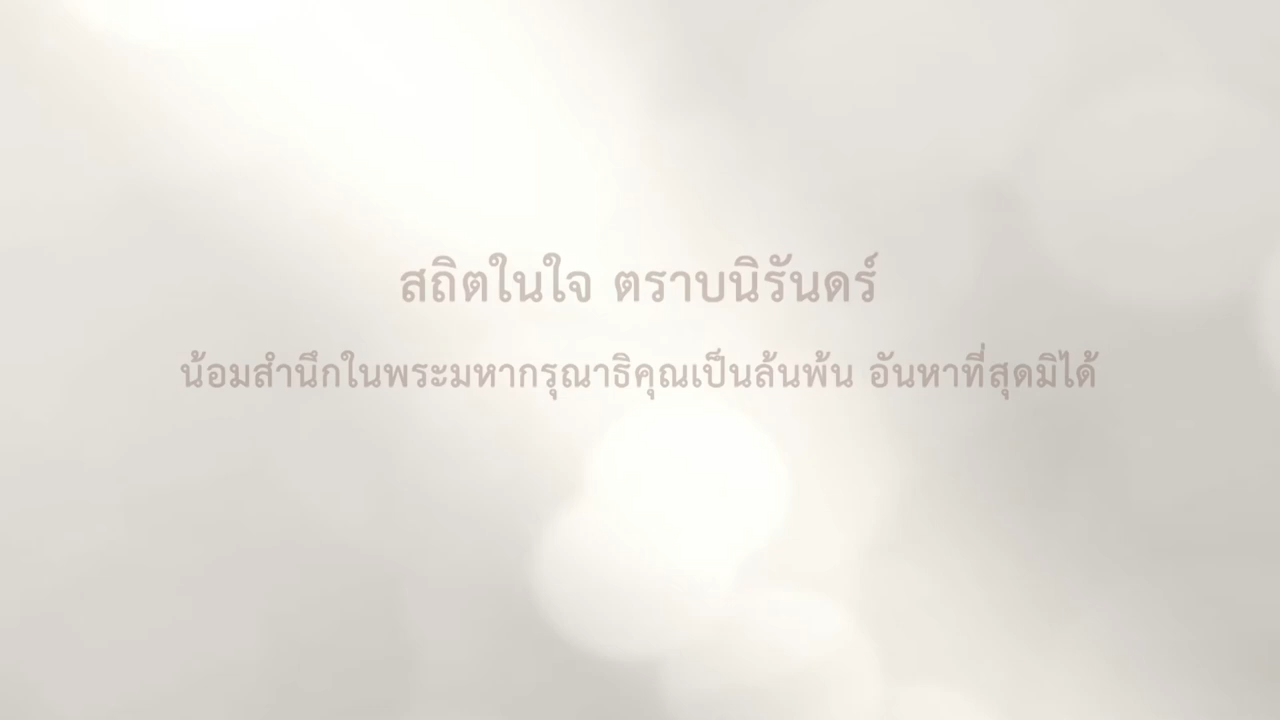 สถิตในใจ ตราบนิรันดร์
น้อมสำนึกในพระมหากรุณาธิคุณเป็นล้นพ้น อันหาที่สุดมิได้